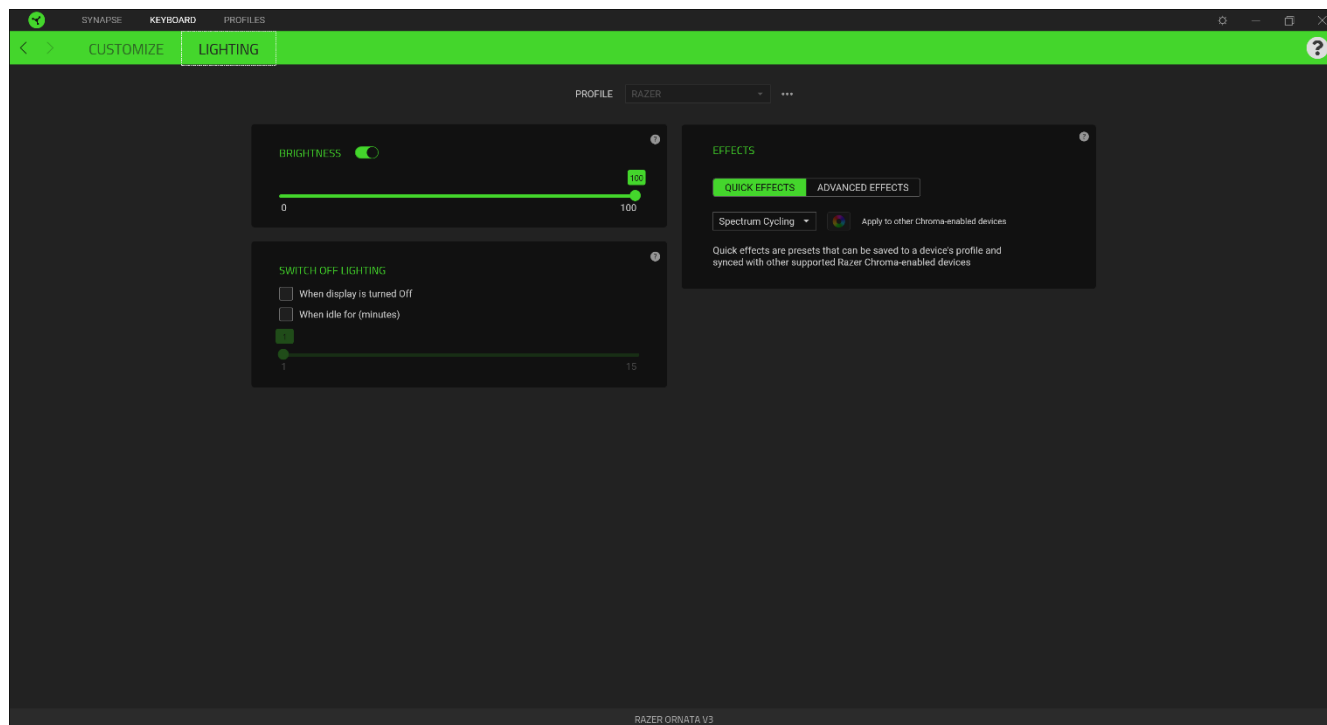 SYNAPSE KEYBOARD PROFILES
CUSTOMIZE LIGHTING
?
PROFILE RAZER
BRIGHTNESS
?
100
0 100
SWITCH OFF LIGHTING
?
When display is turned Off
When idle for (minutes)
1
1 15
EFFECTS
?
QUICK EFFECTS ADVANCED EFFECTS
Spectrum Cycling Apply to other Chroma-enabled devices
Quick effects are presets that can be saved to a device's profile and
synced with other supported Razer Chroma-enabled devices
RAZER ORNATA V3